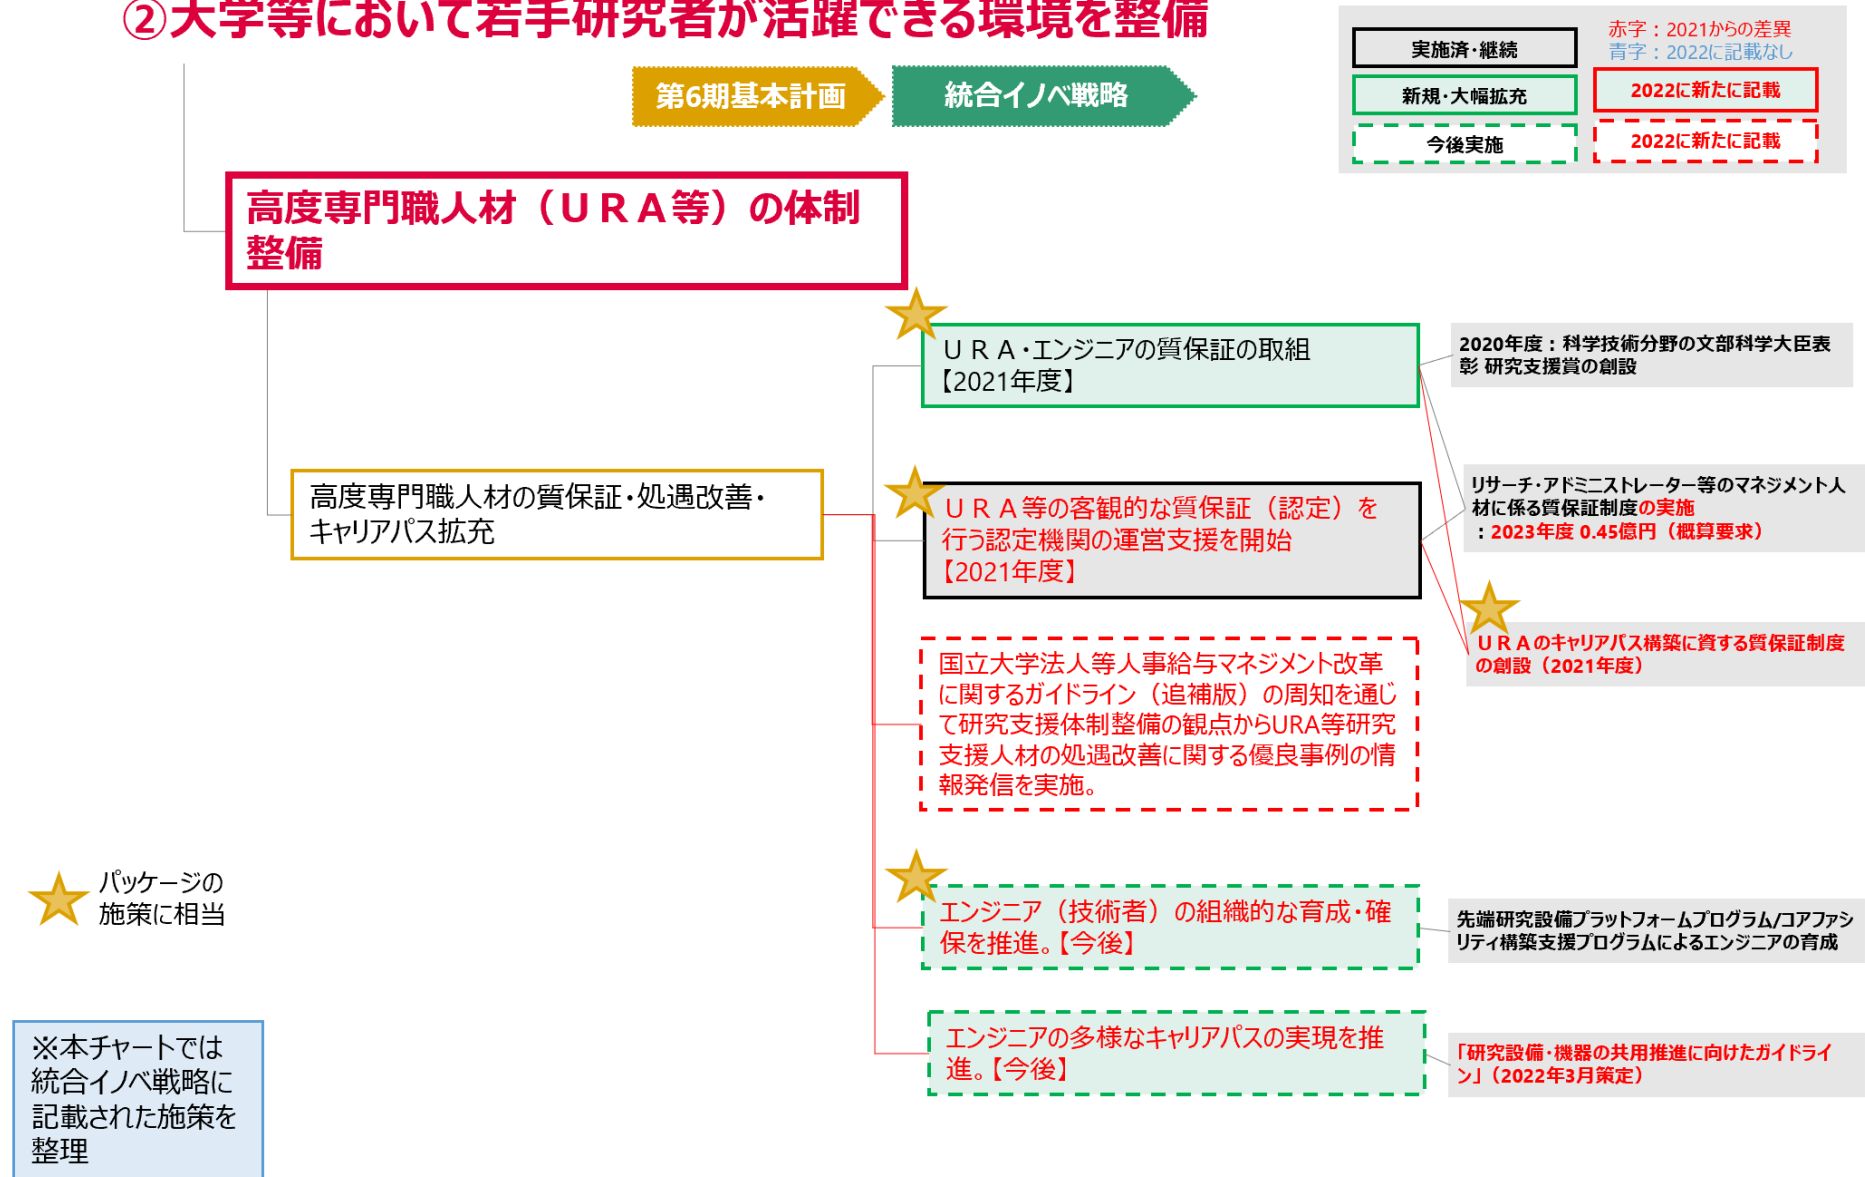 ②大学等において若手研究者が活躍できる環境を整備
第6期基本計画
統合イノベ戦略
実施済・継続
新規・大幅拡充
今後実施
赤字：2021からの差異
青字：2022に記載なし
2022に新たに記載
2022に新たに記載
高度専門職人材（ＵＲＡ等）の体制
整備
高度専門職人材の質保証・処遇改善・
キャリアパス拡充
ＵＲＡ・エンジニアの質保証の取組
【2021年度】
ＵＲＡ等の客観的な質保証（認定）を
行う認定機関の運営支援を開始
【2021年度】
国立大学法人等人事給与マネジメント改革
に関するガイドライン（追補版）の周知を通じ
て研究支援体制整備の観点からURA等研究
支援人材の処遇改善に関する優良事例の情
報発信を実施。
エンジニア（技術者）の組織的な育成・確
保を推進。【今後】
エンジニアの多様なキャリアパスの実現を推
進。【今後】
2020年度：科学技術分野の文部科学大臣表
彰 研究支援賞の創設
リサーチ・アドミニストレーター等のマネジメント人
材に係る質保証制度の実施
：2023年度 0.45億円（概算要求）
ＵＲＡのキャリアパス構築に資する質保証制度
の創設（2021年度）
先端研究設備プラットフォームプログラム/コアファシ
リティ構築支援プログラムによるエンジニアの育成
「研究設備・機器の共用推進に向けたガイドライ
ン」（2022年3月策定）
パッケージの
施策に相当
※本チャートでは
統合イノベ戦略に
記載された施策を
整理